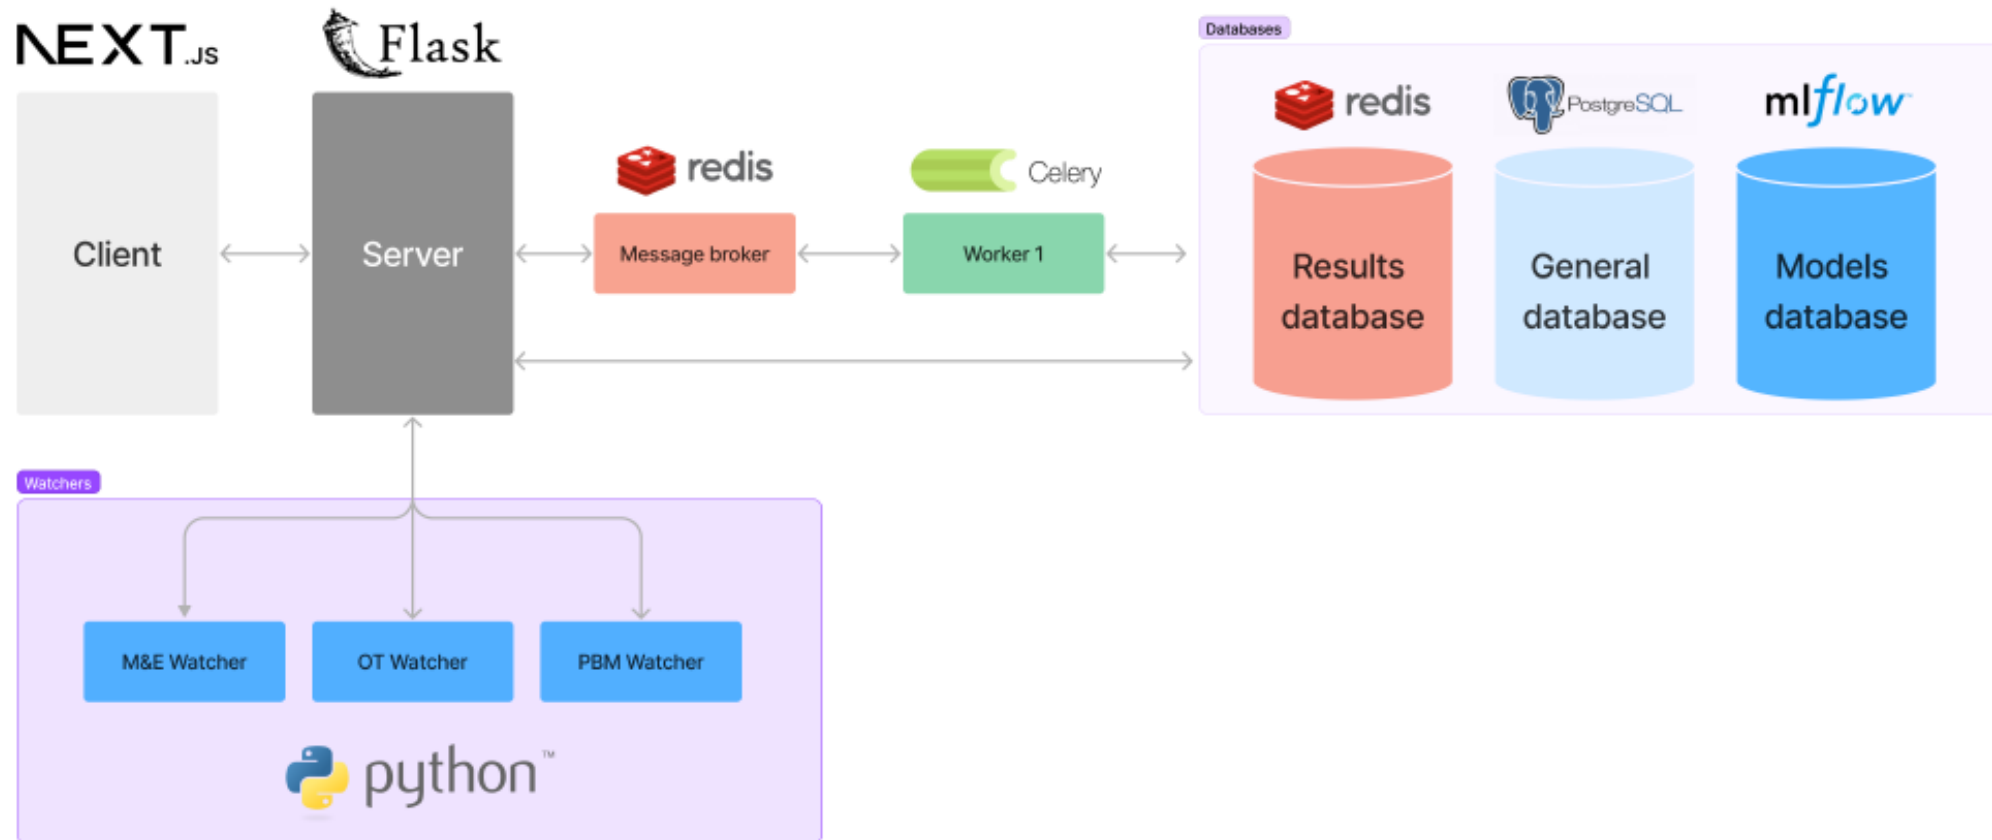 NEXT.JS
Flask
Databases
redis
PostgreSQL
mlflow™
redis
Celery
Client
Server
Message broker
Worker 1
Results
database
General
database
Models
database
Watchers
M&E Watcher
OT Watcher
PBM Watcher
python™